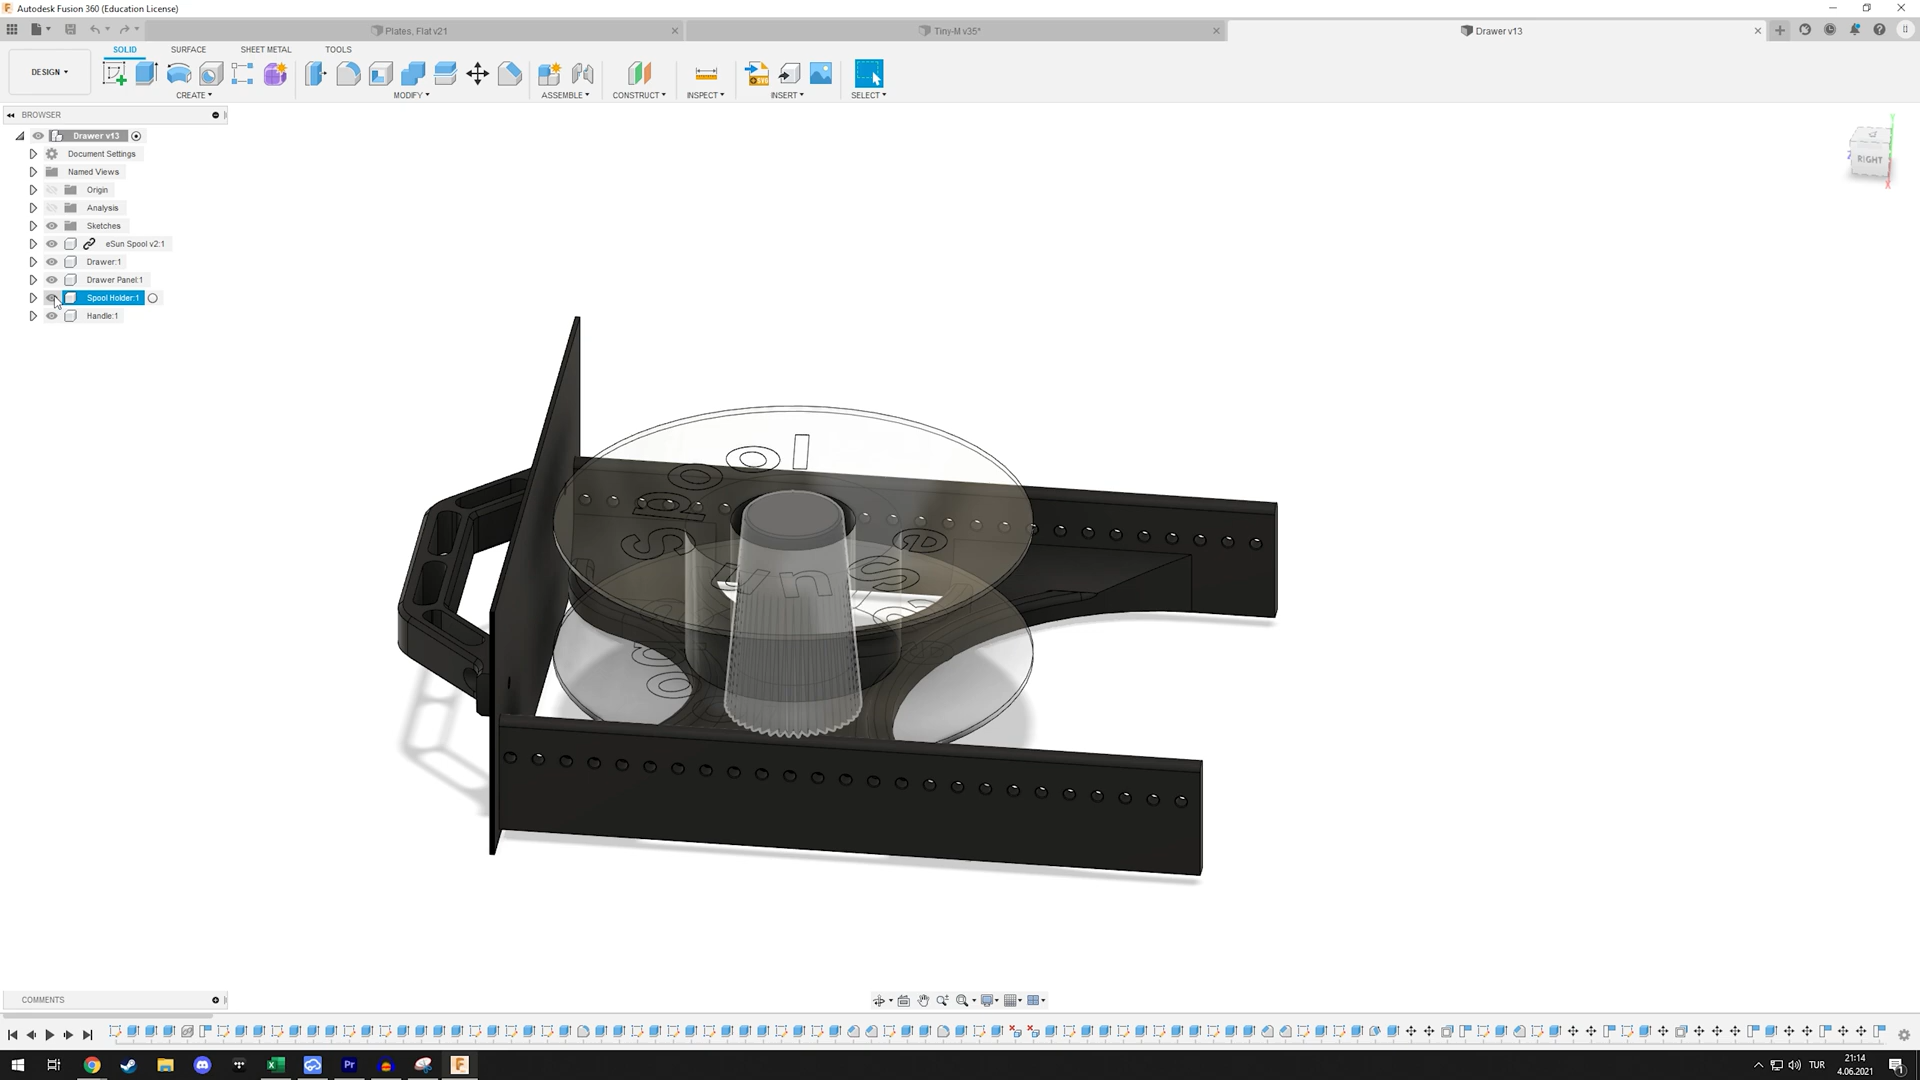 Autodesk Fusion 360 (Education License)
Plates, Flat v21
Tiny-M v35*
Drawer v13
SOLID
SURFACE
SHEET METAL
TOOLS
DESIGN
CREATE
MODIFY
ASSEMBLE
CONSTRUCT
INSPECT
INSERT
SELECT
BROWSER
Drawer v13
Document Settings
Named Views
Origin
Analysis
Sketches
eSun Spool v2:1
Drawer:1
Drawer Panel:1
Spool Holder:1
Handle:1
RIGHT
COMMENTS
TUR
21:14
4.06.2021